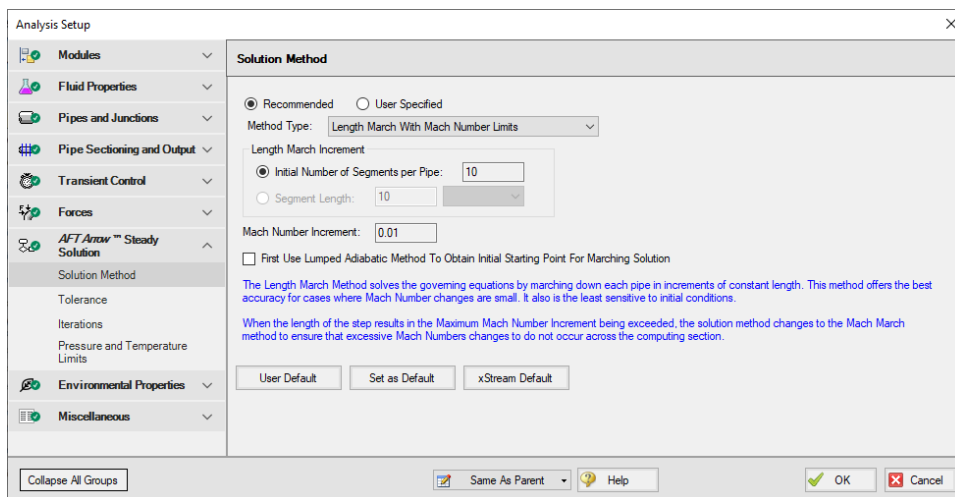 Analysis Setup
Modules
Fluid Properties
Pipes and Junctions
Pipe Sectioning and Output
Transient Control
Forces
AFT Arrow ™ Steady
Solution
Solution Method
Tolerance
Iterations
Pressure and Temperature
Limits
Environmental Properties
Miscellaneous
Solution Method
Recommended User Specified
Method Type: Length March With Mach Number Limits
Length March Increment
Initial Number of Segments per Pipe: 10
Segment Length: 10
Mach Number Increment: 0.01
First Use Lumped Adiabatic Method To Obtain Initial Starting Point For Marching Solution
The Length March Method solves the governing equations by marching down each pipe in increments of constant length. This method offers the best
accuracy for cases where Mach Number changes are small. It also is the least sensitive to initial conditions.
When the length of the step results in the Maximum Mach Number Increment being exceeded, the solution method changes to the Mach March
method to ensure that excessive Mach Numbers changes to do not occur across the computing section.
User Default Set as Default xStream Default
Collapse All Groups Same As Parent Help OK Cancel